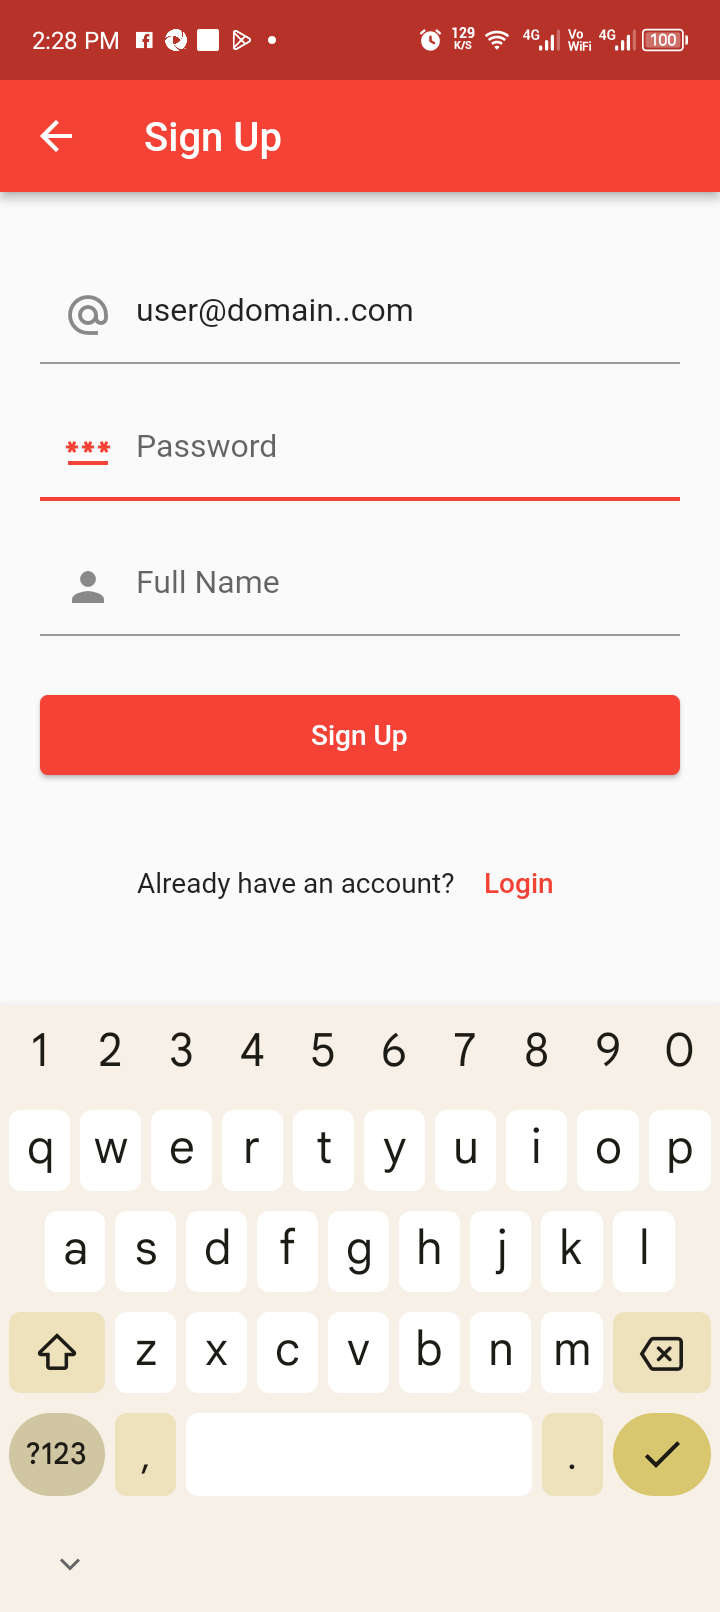 2:28 PM 129 K/S 4G Vo WiFi 4G 100
Sign Up
user@domain..com
*** Password
Full Name
Sign Up
Already have an account? Login
1 2 3 4 5 6 7 8 9 0
q w e r t y u i o p
a s d f g h j k l
z x c v b n m
?123 , .